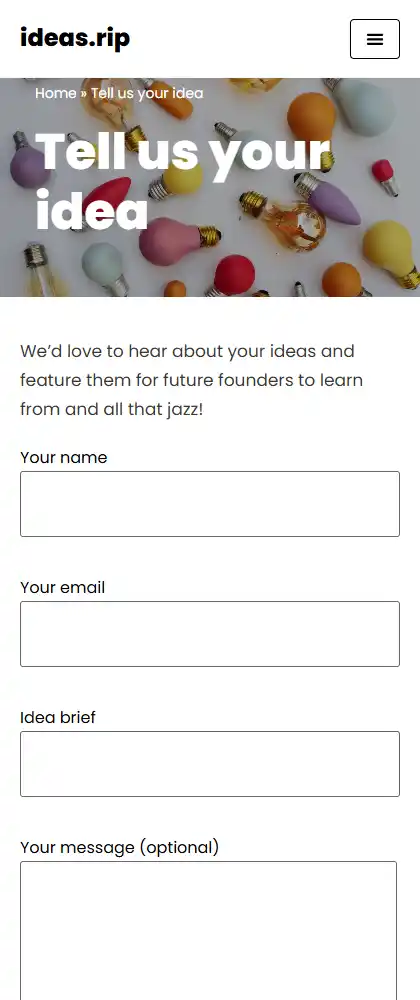 ideas.rip
Home » Tell us your idea
Tell us your
idea
We’d love to hear about your ideas and
feature them for future founders to learn
from and all that jazz!
Your name
Your email
Idea brief
Your message (optional)